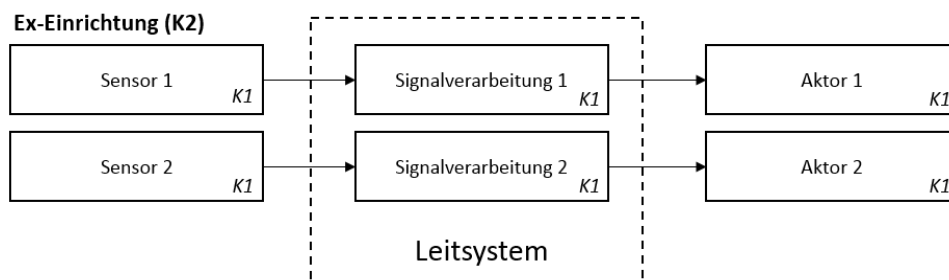 Ex-Einrichtung (K2)
Sensor 1
K1
Signalverarbeitung 1
K1
Aktor 1
K1
Sensor 2
K1
Signalverarbeitung 2
K1
Aktor 2
K1
Leitsystem